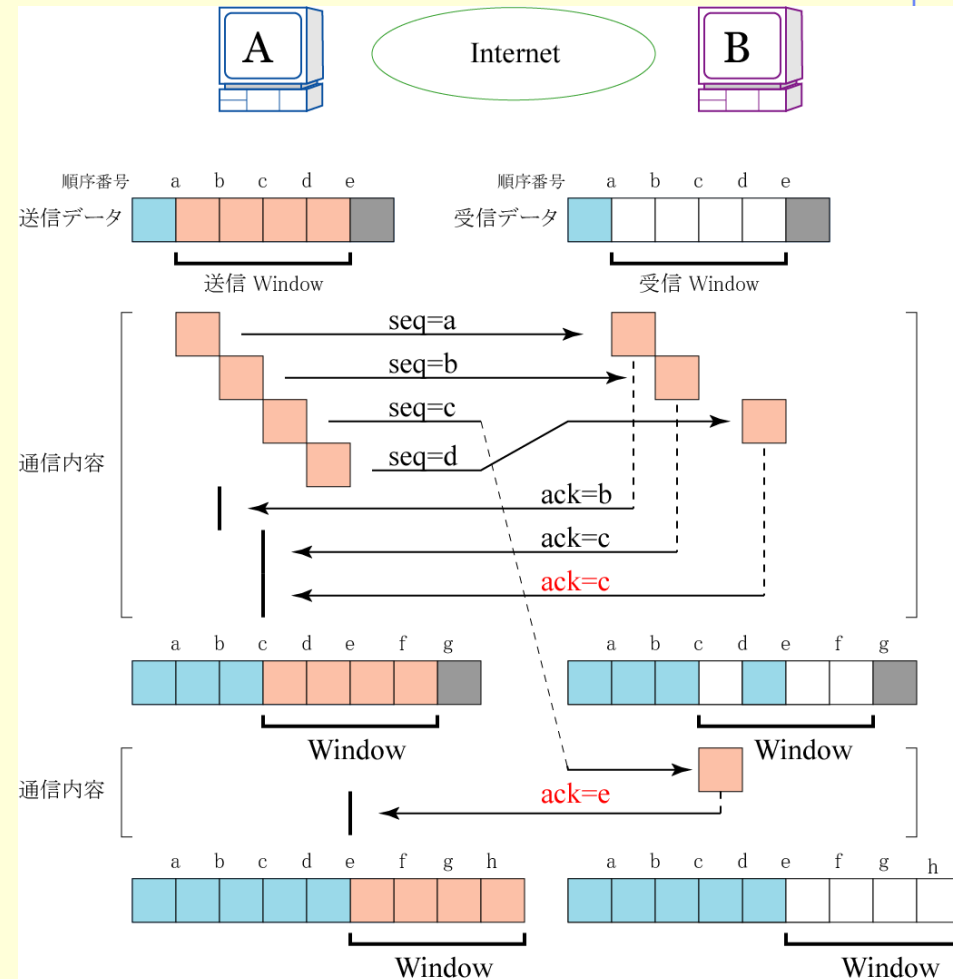 A Internet B
順序番号 a b c d e 順序番号 a b c d e
送信データ 受信データ
送信 Window 受信 Window
seq=a
seq=b
seq=c
通信内容
seq=d
ack=b
ack=c
ack=c
a b c d e f g a b c d e f g
Window Window
通信内容
ack=e
a b c d e f g h a b c d e f g h
Window Window